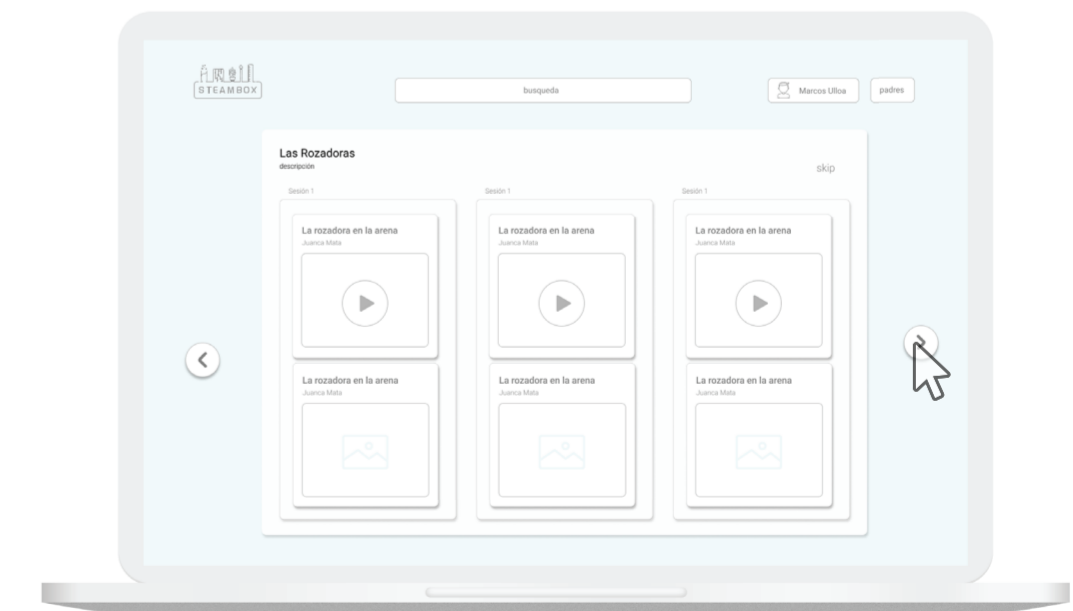 STEAMBOX
busqueda
Marcos Ulloa
padres
Las Rozadoras
descripción
skip
Sesión 1
Sesión 1
Sesión 1
La rozadora en la arena
Juanca Mata
La rozadora en la arena
Juanca Mata
La rozadora en la arena
Juanca Mata
La rozadora en la arena
Juanca Mata
La rozadora en la arena
Juanca Mata
La rozadora en la arena
Juanca Mata